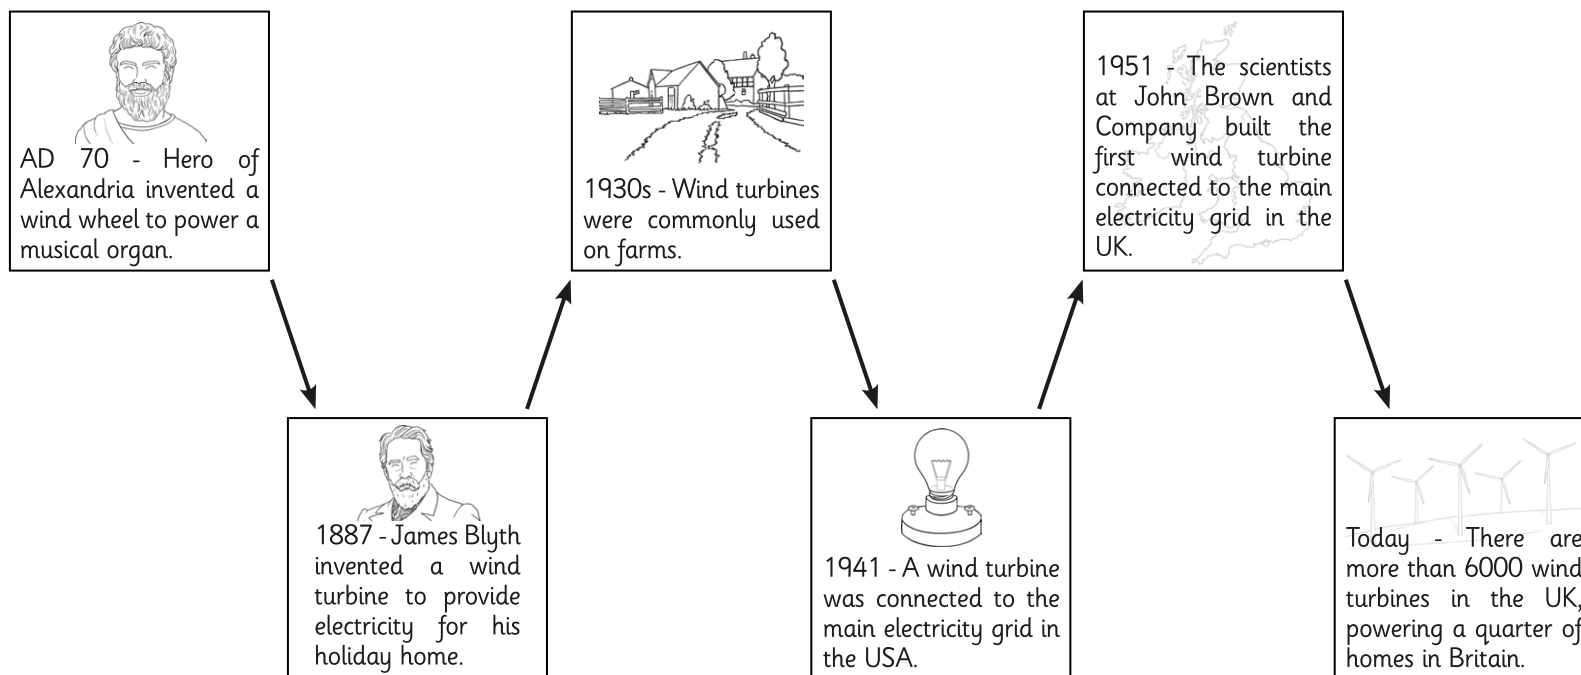 AD 70 - Hero of
Alexandria invented a
wind wheel to power a
musical organ.
1887 - James Blyth
invented a wind
turbine to provide
electricity for his
holiday home.
1930s - Wind turbines
were commonly used
on farms.
1941 - A wind turbine
was connected to the
main electricity grid in
the USA.
1951 - The scientists
at John Brown and
Company built the
first wind turbine
connected to the main
electricity grid in the
UK.
Today - There are
more than 6000 wind
turbines in the UK,
powering a quarter of
homes in Britain.